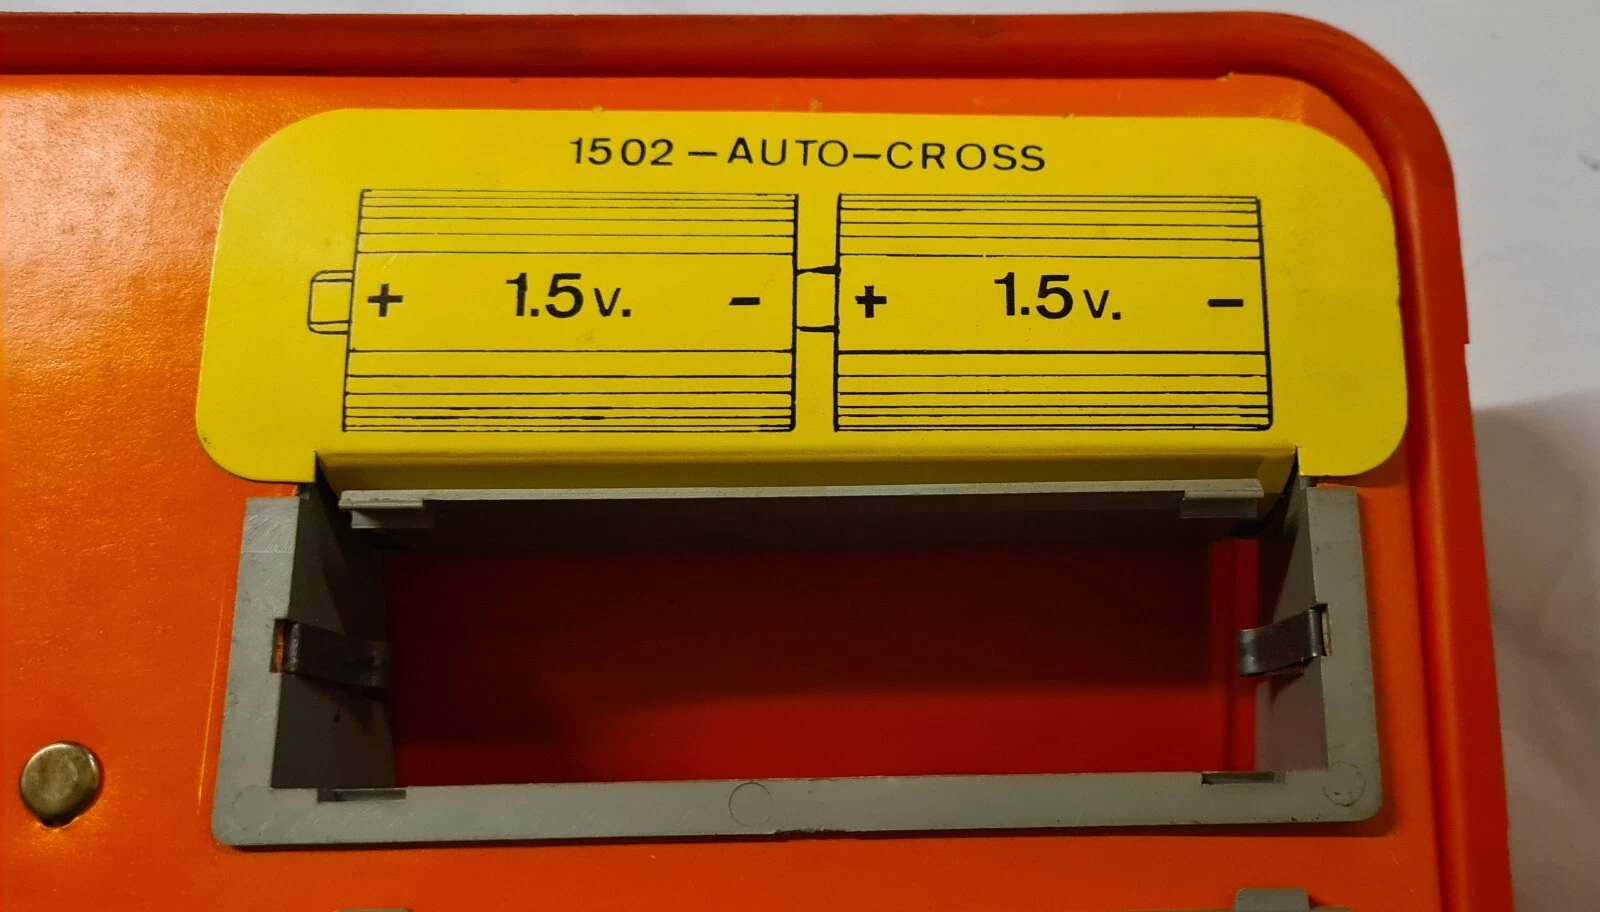 1502-AUTO-CROSS
+ 1.5v. - + 1.5v. -